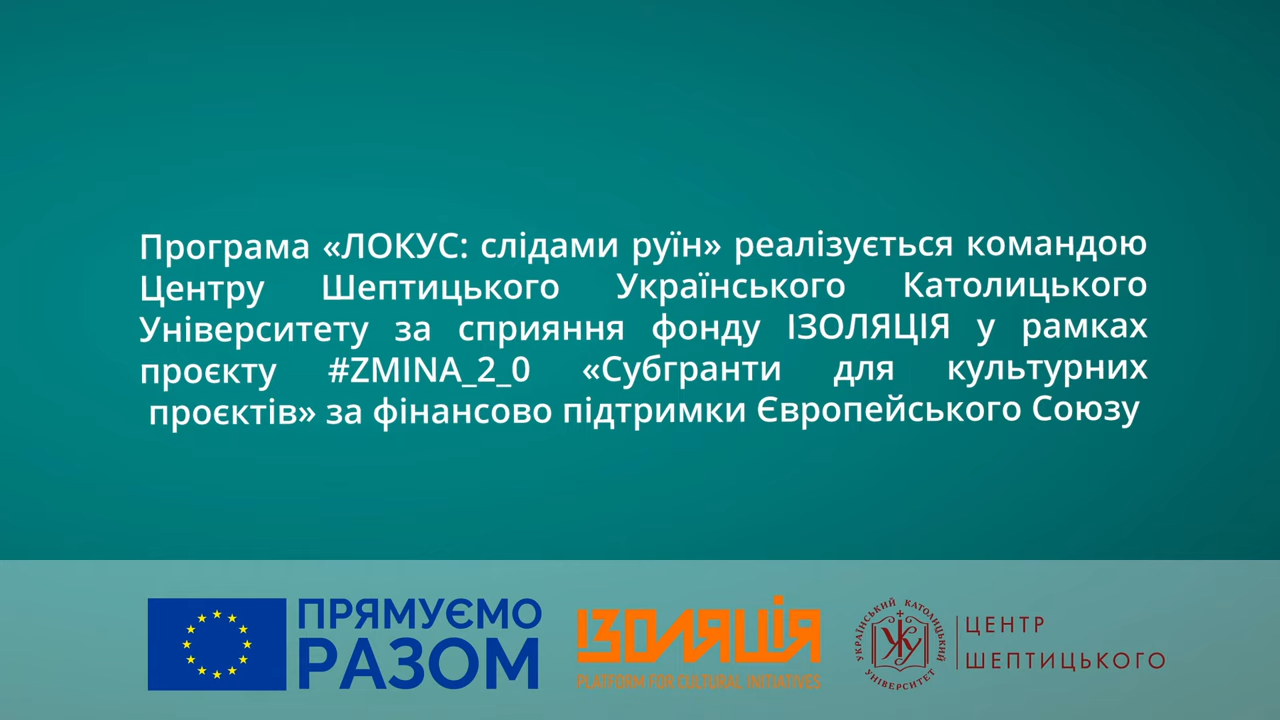 Програма «ЛОКУС: слідами руїн» реалізується командою
Центру Шептицького Українського Католицького
Університету за сприяння фонду ІЗОЛЯЦІЯ у рамках
проєкту #ZMINA_2_0 «Субгранти для культурних
проєктів» за фінансово підтримки Європейського Союзу
ПРЯМУЄМО
РАЗОМ
ІЗОЛЯЦІЯ
PLATFORM FOR CULTURAL INITIATIVES
УКРАЇНСЬКИЙ КАТОЛИЦЬКИЙ
УНІВЕРСИТЕТ
ЦЕНТР
ШЕПТИЦЬКОГО